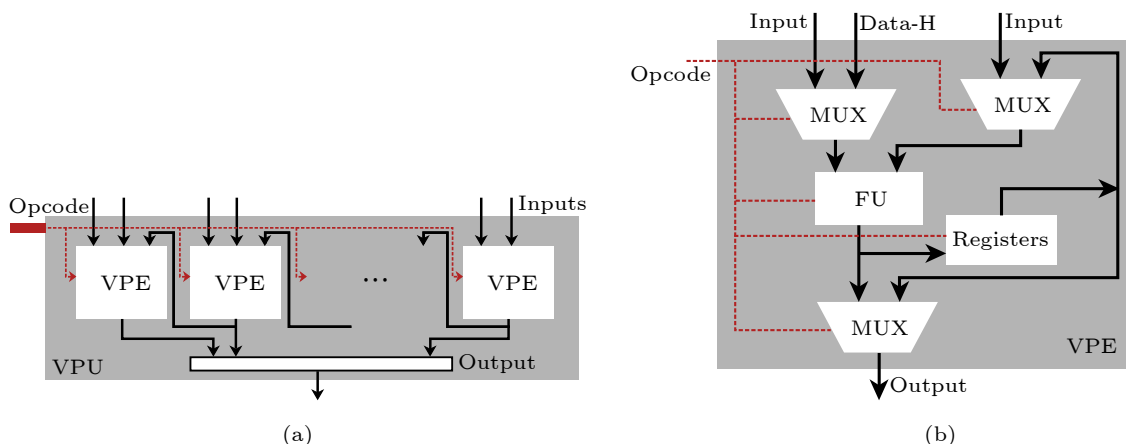 Opcode
Inputs
VPE
VPE
...
VPE
VPU
Output
(a)
Input
Data-H
Input
Opcode
MUX
MUX
FU
Registers
MUX
VPE
Output
(b)